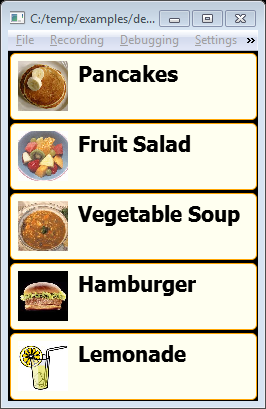 C:/temp/examples/de...
File Recording Debugging Settings »
Pancakes
Fruit Salad
Vegetable Soup
Hamburger
Lemonade